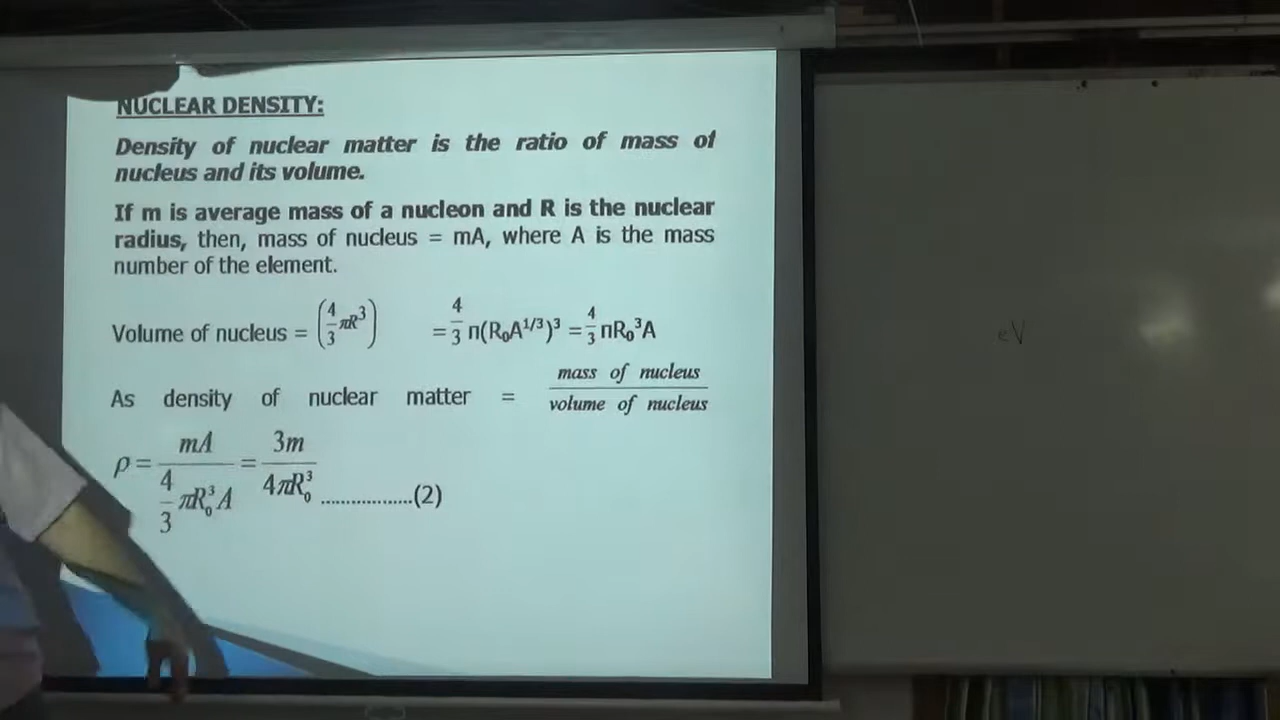 NUCLEAR DENSITY:
Density of nuclear matter is the ratio of mass of
nucleus and its volume.
If m is average mass of a nucleon and R is the nuclear
radius, then, mass of nucleus = mA, where A is the mass
number of the element.
Volume of nucleus = (4/3 πR³) = 4/3 π(R₀A^1/3)³ = 4/3 πR₀³A
As density of nuclear matter = mass of nucleus / volume of nucleus
ρ = mA / (4/3 πR₀³A) = 3m / 4πR₀³ .................(2)
eV